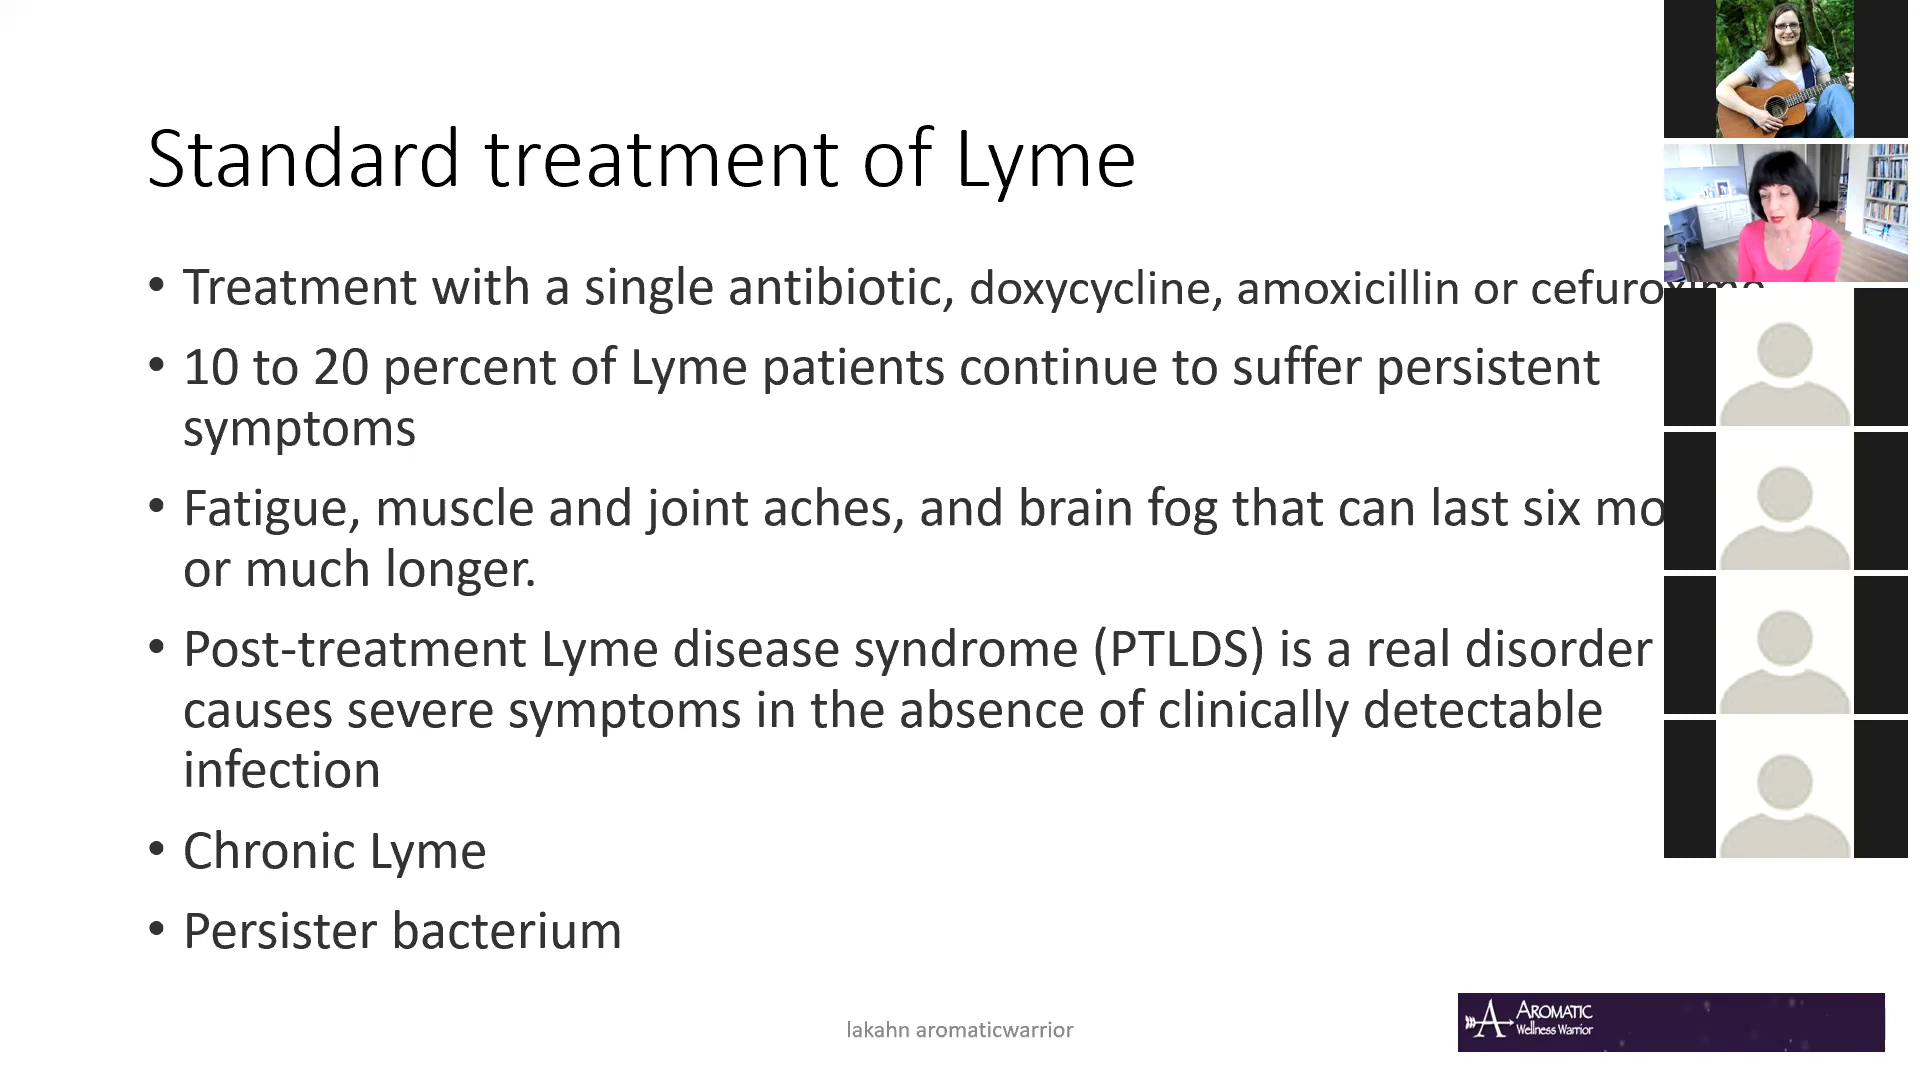 Standard treatment of Lyme
• Treatment with a single antibiotic, doxycycline, amoxicillin or cefuroxime
• 10 to 20 percent of Lyme patients continue to suffer persistent
symptoms
• Fatigue, muscle and joint aches, and brain fog that can last six
or much longer.
• Post-treatment Lyme disease syndrome (PTLDS) is a real disorder
causes severe symptoms in the absence of clinically detectable
infection
• Chronic Lyme
• Persister bacterium
lakahn aromaticwarrior
AROMATIC
Wellness Warrior